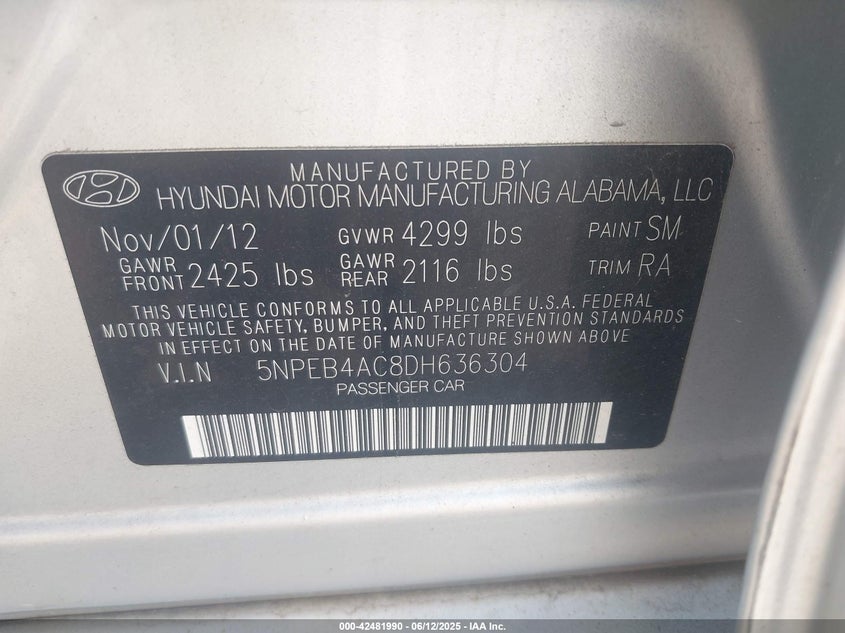 MANUFACTURED BY
HYUNDAI MOTOR MANUFACTURING ALABAMA, LLC
Nov/01/12 GVWR 4299 lbs PAINT SM
GAWR FRONT 2425 lbs GAWR REAR 2116 lbs TRIM RA
THIS VEHICLE CONFORMS TO ALL APPLICABLE U.S.A. FEDERAL
MOTOR VEHICLE SAFETY, BUMPER, AND THEFT PREVENTION STANDARDS
IN EFFECT ON THE DATE OF MANUFACTURE SHOWN ABOVE
V.I.N 5NPEB4AC8DH636304
PASSENGER CAR
000-42481990 - 06/12/2025 - IAA Inc.